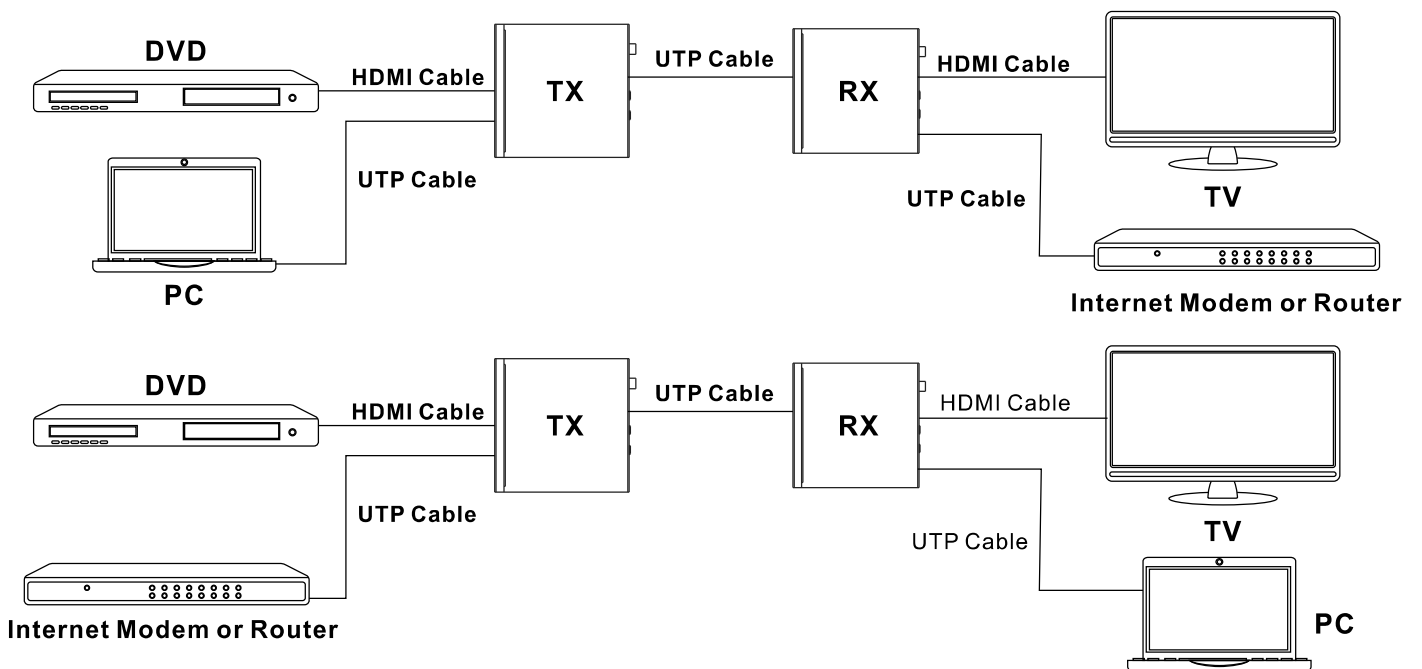 DVD
HDMI Cable
TX
UTP Cable
RX
HDMI Cable
UTP Cable
UTP Cable
TV
PC
Internet Modem or Router
DVD
HDMI Cable
TX
UTP Cable
RX
HDMI Cable
UTP Cable
UTP Cable
TV
Internet Modem or Router
PC